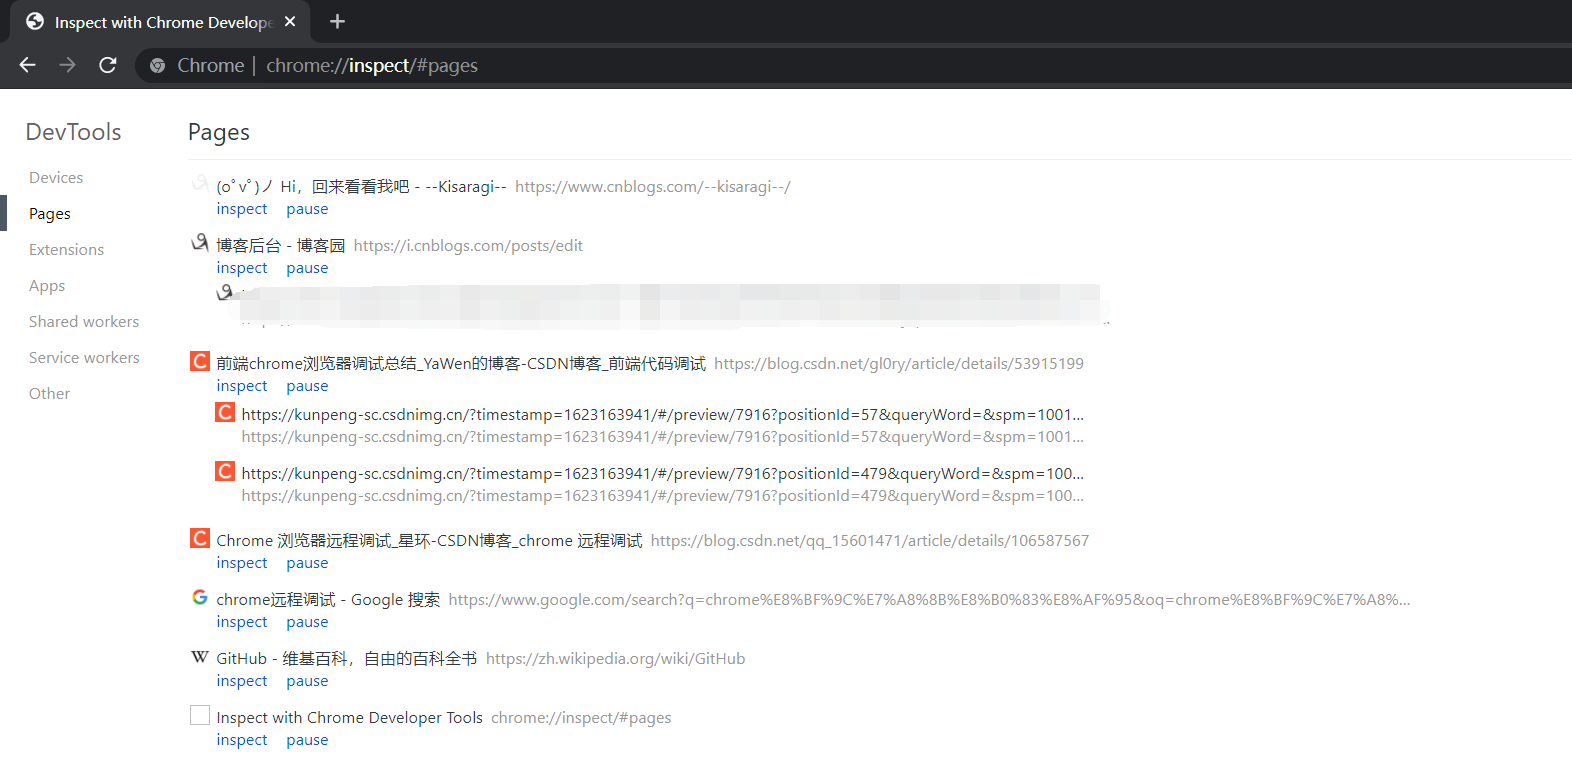 Inspect with Chrome Develope
Chrome | chrome://inspect/#pages
DevTools
Devices
Pages
Extensions
Apps
Shared workers
Service workers
Other
Pages
(oﾟvﾟ)ノ Hi，回来看看我吧 - --Kisaragi-- https://www.cnblogs.com/--kisaragi--/
inspect pause
博客后台 - 博客园 https://i.cnblogs.com/posts/edit
inspect pause
前端chrome浏览器调试总结_YaWen的博客-CSDN博客_前端代码调试 https://blog.csdn.net/gl0ry/article/details/53915199
inspect pause
https://kunpeng-sc.csdnimg.cn/?timestamp=1623163941/#/preview/7916?positionId=57&queryWord=&spm=1001...
https://kunpeng-sc.csdnimg.cn/?timestamp=1623163941/#/preview/7916?positionId=57&queryWord=&spm=1001...
https://kunpeng-sc.csdnimg.cn/?timestamp=1623163941/#/preview/7916?positionId=479&queryWord=&spm=100...
https://kunpeng-sc.csdnimg.cn/?timestamp=1623163941/#/preview/7916?positionId=479&queryWord=&spm=100...
Chrome 浏览器远程调试_星环-CSDN博客_chrome 远程调试 https://blog.csdn.net/qq_15601471/article/details/106587567
inspect pause
chrome远程调试 - Google 搜索 https://www.google.com/search?q=chrome%E8%BF%9C%E7%A8%8B%E8%B0%83%E8%AF%95&oq=chrome%E8%BF%9C%E7%A8%...
inspect pause
GitHub - 维基百科，自由的百科全书 https://zh.wikipedia.org/wiki/GitHub
inspect pause
Inspect with Chrome Developer Tools chrome://inspect/#pages
inspect pause